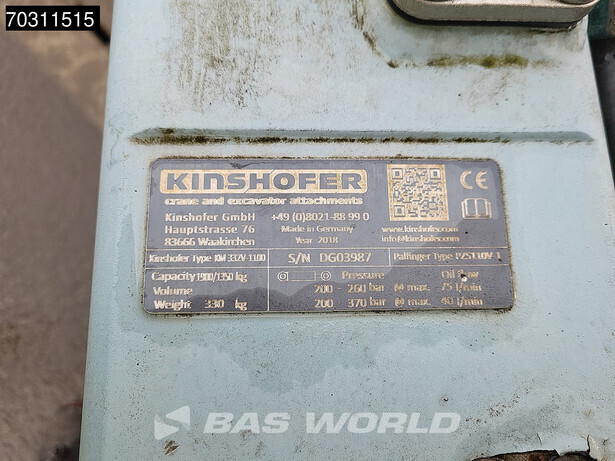 70311515
KINSHOFER
crane and excavator attachments
Kinshofer GmbH +49 (0)8021-88 99 0
Hauptstrasse 76 Made in Germany www.kinshofer.com
83666 Waakirchen Year 2018 info@kinshofer.com
CE
Kinshofer Type KM 332V-1100 S/N DG03987 Palfinger Type
Capacity 1900/1350 kg Pressure Oil flow
Volume 200 - 260 bar @ max. 75 l/min
Weight 330 kg 200 370 bar @ max. 40 l/min
BAS WORLD